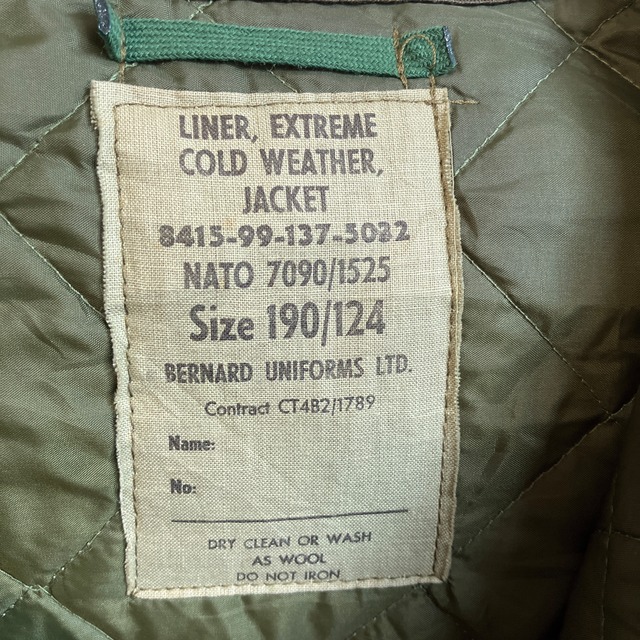 LINER, EXTREME
COLD WEATHER,
JACKET
8415-99-137-5022
NATO 7090/1525
Size 190/124
BERNARD UNIFORMS LTD.
Contract CT4B2/1789
Name:
No:
DRY CLEAN OR WASH
AS WOOL
DO NOT IRON